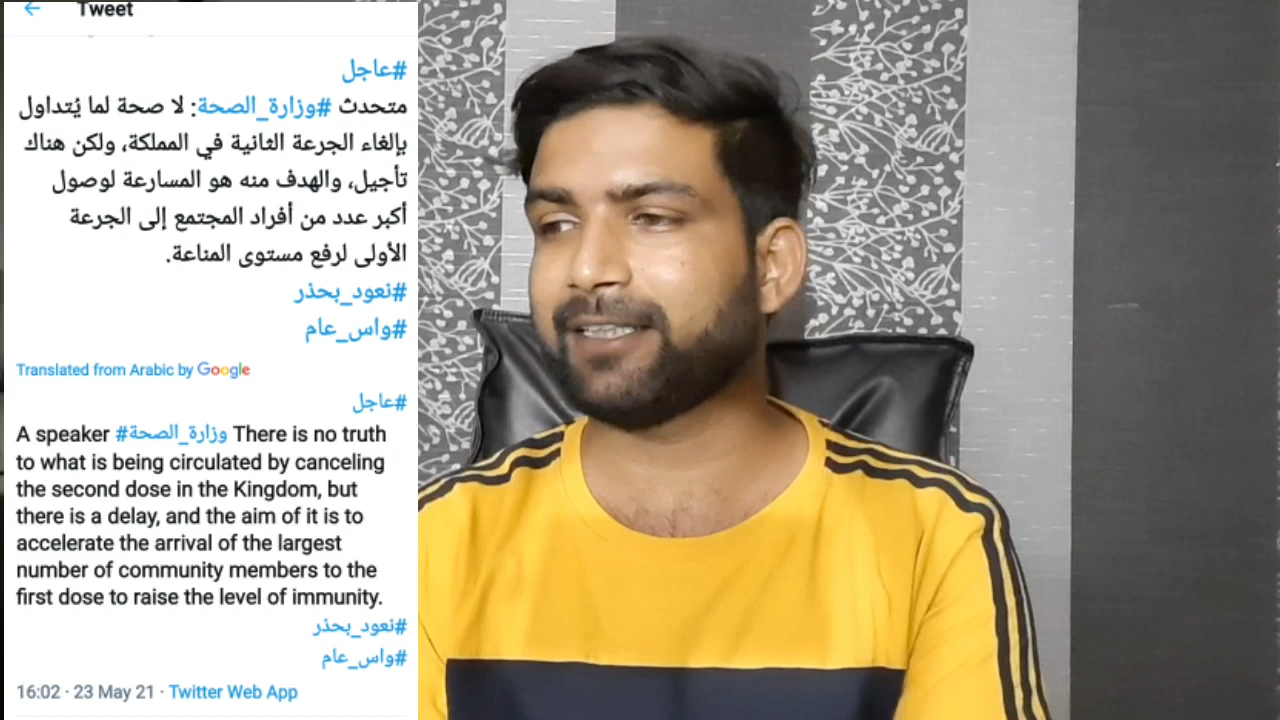 Tweet
#عاجل
متحدث #وزارة_الصحة: لا صحة لما يُتداول
بإلغاء الجرعة الثانية في المملكة، ولكن هناك
تأجيل، والهدف منه هو المسارعة لوصول
أكبر عدد من أفراد المجتمع إلى الجرعة
الأولى لرفع مستوى المناعة.
#نعود_بحذر
#واس_عام
Translated from Arabic by Google
#عاجل
A speaker #وزارة_الصحة There is no truth
to what is being circulated by canceling
the second dose in the Kingdom, but
there is a delay, and the aim of it is to
accelerate the arrival of the largest
number of community members to the
first dose to raise the level of immunity.
#نعود_بحذر
#واس_عام
16:02 · 23 May 21 · Twitter Web App